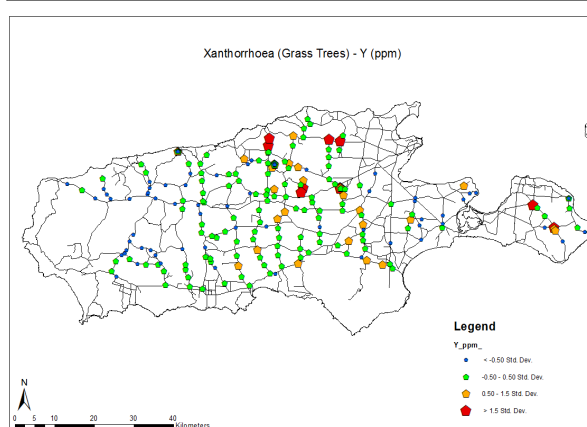 Xanthorrhoea (Grass Trees) - Y (ppm)
Legend
Y_ppm_
< -0.50 Std. Dev.
-0.50 - 0.50 Std. Dev.
0.50 - 1.5 Std. Dev.
> 1.5 Std. Dev.
N
0 5 10 20 30 40
Kilometers